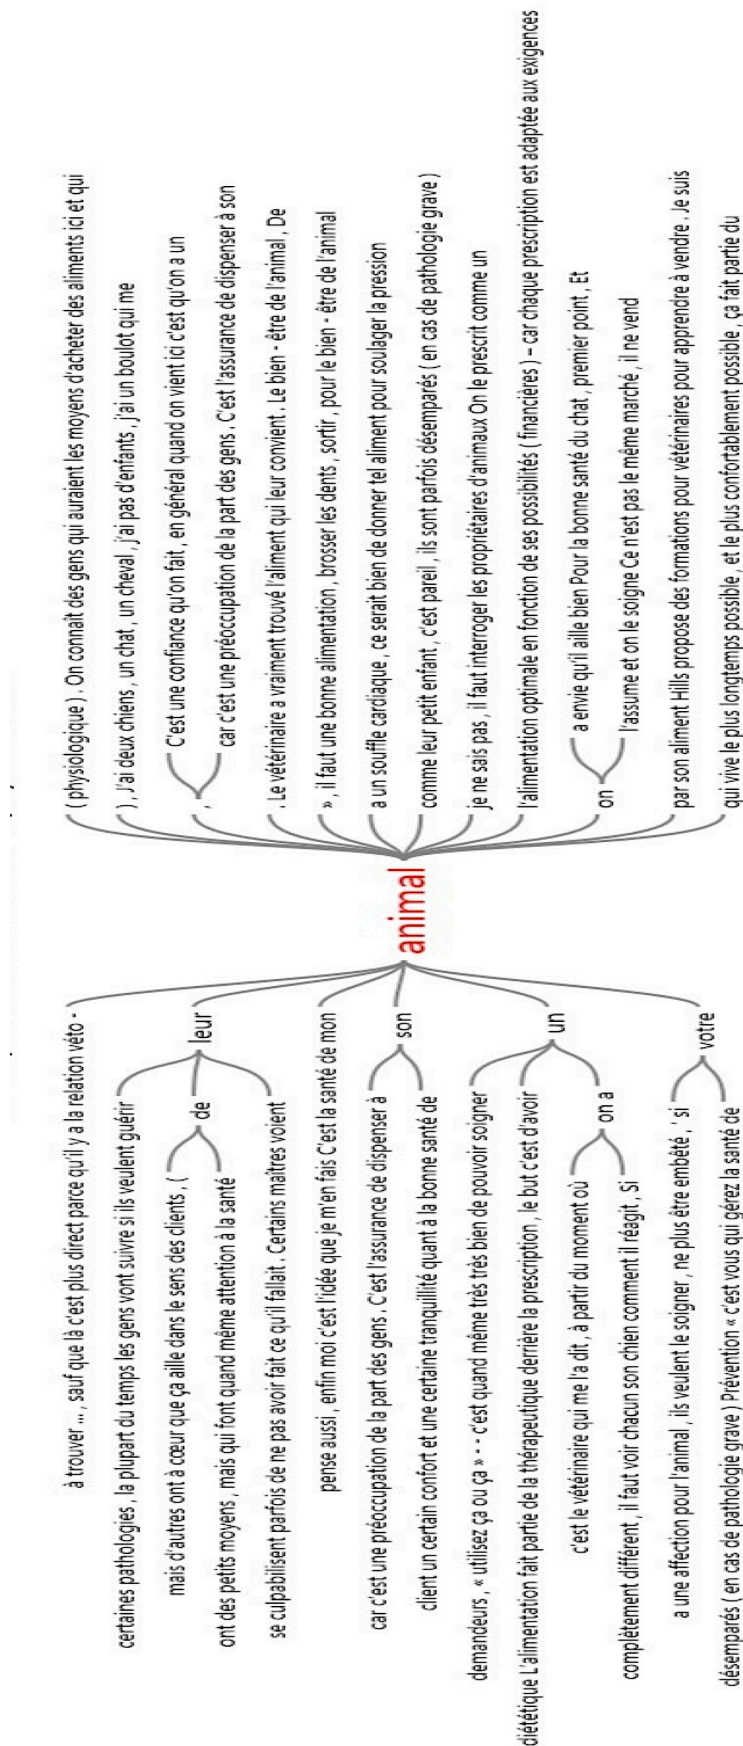 à trouver ... , sauf que là c'est plus direct parce qu'il y a la relation véto -
certaines pathologies , la plupart du temps les gens vont suivre si ils veulent guérir
leur
mais d'autres ont à cœur que ça aille dans le sens des clients , (
de
ont des petits moyens , mais qui font quand même attention à la santé
se culpabilisent parfois de ne pas avoir fait ce qu'il fallait . Certains maîtres voient
pense aussi , enfin moi c'est l'idée que je m'en fais C'est la santé de mon
car c'est une préoccupation de la part des gens . C'est l'assurance de dispenser à
son
client un certain confort et une certaine tranquillité quant à la bonne santé de
demandeurs , « utilisez ça ou ça » - - c'est quand même très très bien de pouvoir soigner
un
diététique L'alimentation fait partie de la thérapeutique derrière la prescription , le but c'est d'avoir
c'est le vétérinaire qui me l'a dit , à partir du moment où
on a
complètement différent , il faut voir chacun son chien comment il réagit , Si
a une affection pour l'animal , ils veulent le soigner , ne plus être embêté , ' si
votre
désemparés ( en cas de pathologie grave ) Prévention « c'est vous qui gérez la santé de
animal
( physiologique ) . On connaît des gens qui auraient les moyens d'acheter des aliments ici et qui
) , J'ai deux chiens , un chat , un cheval , j'ai pas d'enfants , j'ai un boulot qui me
,
C'est une confiance qu'on fait , en général quand on vient ici c'est qu'on a un
car c'est une préoccupation de la part des gens . C'est l'assurance de dispenser à son
. Le vétérinaire a vraiment trouvé l'aliment qui leur convient . Le bien - être de l'animal , De
» , il faut une bonne alimentation , brosser les dents , sortir , pour le bien - être de l'animal
a un souffle cardiaque , ce serait bien de donner tel aliment pour soulager la pression
comme leur petit enfant , c'est pareil , ils sont parfois désemparés ( en cas de pathologie grave )
je ne sais pas , il faut interroger les propriétaires d'animaux On le prescrit comme un
l'alimentation optimale en fonction de ses possibilités ( financières ) – car chaque prescription est adaptée aux exigences
on
a envie qu'il aille bien Pour la bonne santé du chat , premier point , Et
l'assume et on le soigne Ce n'est pas le même marché , il ne vend
par son aliment Hills propose des formations pour vétérinaires pour apprendre à vendre . Je suis
qui vive le plus longtemps possible , et le plus confortablement possible , ça fait partie du